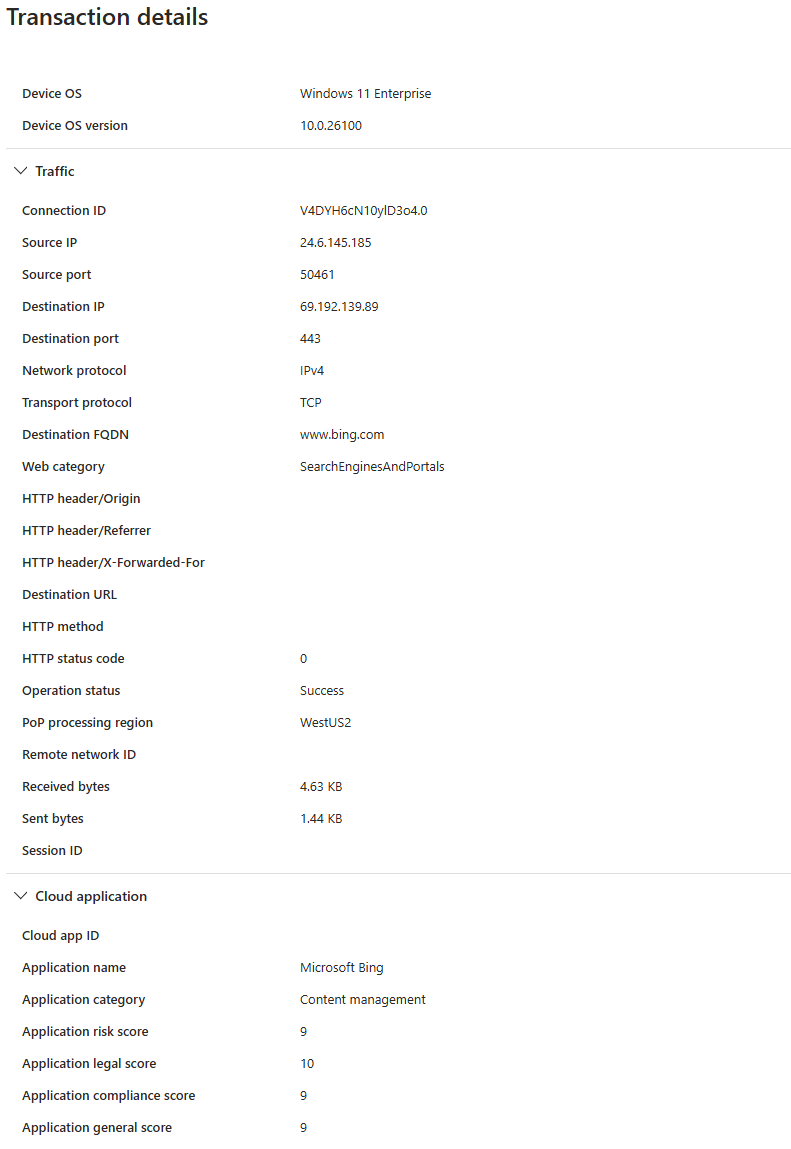 Transaction details
Device OS Windows 11 Enterprise
Device OS version 10.0.26100
Traffic
Connection ID V4DYH6cN10ylD3o4.0
Source IP 24.6.145.185
Source port 50461
Destination IP 69.192.139.89
Destination port 443
Network protocol IPv4
Transport protocol TCP
Destination FQDN www.bing.com
Web category SearchEnginesAndPortals
HTTP header/Origin
HTTP header/Referrer
HTTP header/X-Forwarded-For
Destination URL
HTTP method
HTTP status code 0
Operation status Success
PoP processing region WestUS2
Remote network ID
Received bytes 4.63 KB
Sent bytes 1.44 KB
Session ID
Cloud application
Cloud app ID
Application name Microsoft Bing
Application category Content management
Application risk score 9
Application legal score 10
Application compliance score 9
Application general score 9